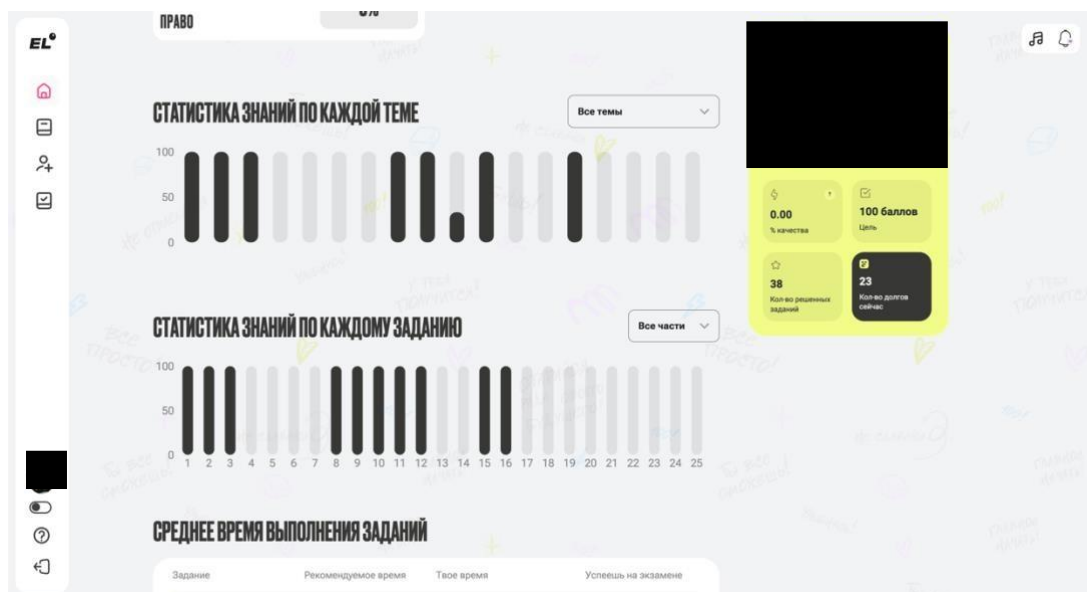 ПРАВО
EL
СТАТИСТИКА ЗНАНИЙ ПО КАЖДОЙ ТЕМЕ
Все темы
100
50
0
0.00
% качества
100 баллов
Цель
38
Кол-во решенных
заданий
23
Кол-во долгов
сейчас
СТАТИСТИКА ЗНАНИЙ ПО КАЖДОМУ ЗАДАНИЮ
Все части
100
50
0
1 2 3 4 5 6 7 8 9 10 11 12 13 14 15 16 17 18 19 20 21 22 23 24 25
СРЕДНЕЕ ВРЕМЯ ВЫПОЛНЕНИЯ ЗАДАНИЙ
Задание Рекомендуемое время Твое время Успеешь на экзамене